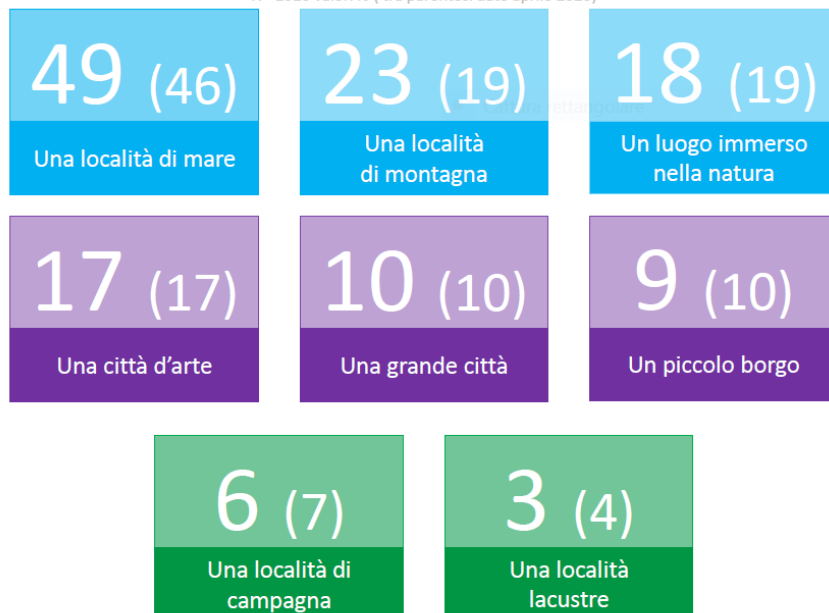 49 (46)
Una località di mare
23 (19)
Una località
di montagna
18 (19)
Un luogo immerso
nella natura
17 (17)
Una città d'arte
10 (10)
Una grande città
9 (10)
Un piccolo borgo
6 (7)
Una località di
campagna
3 (4)
Una località
lacustre